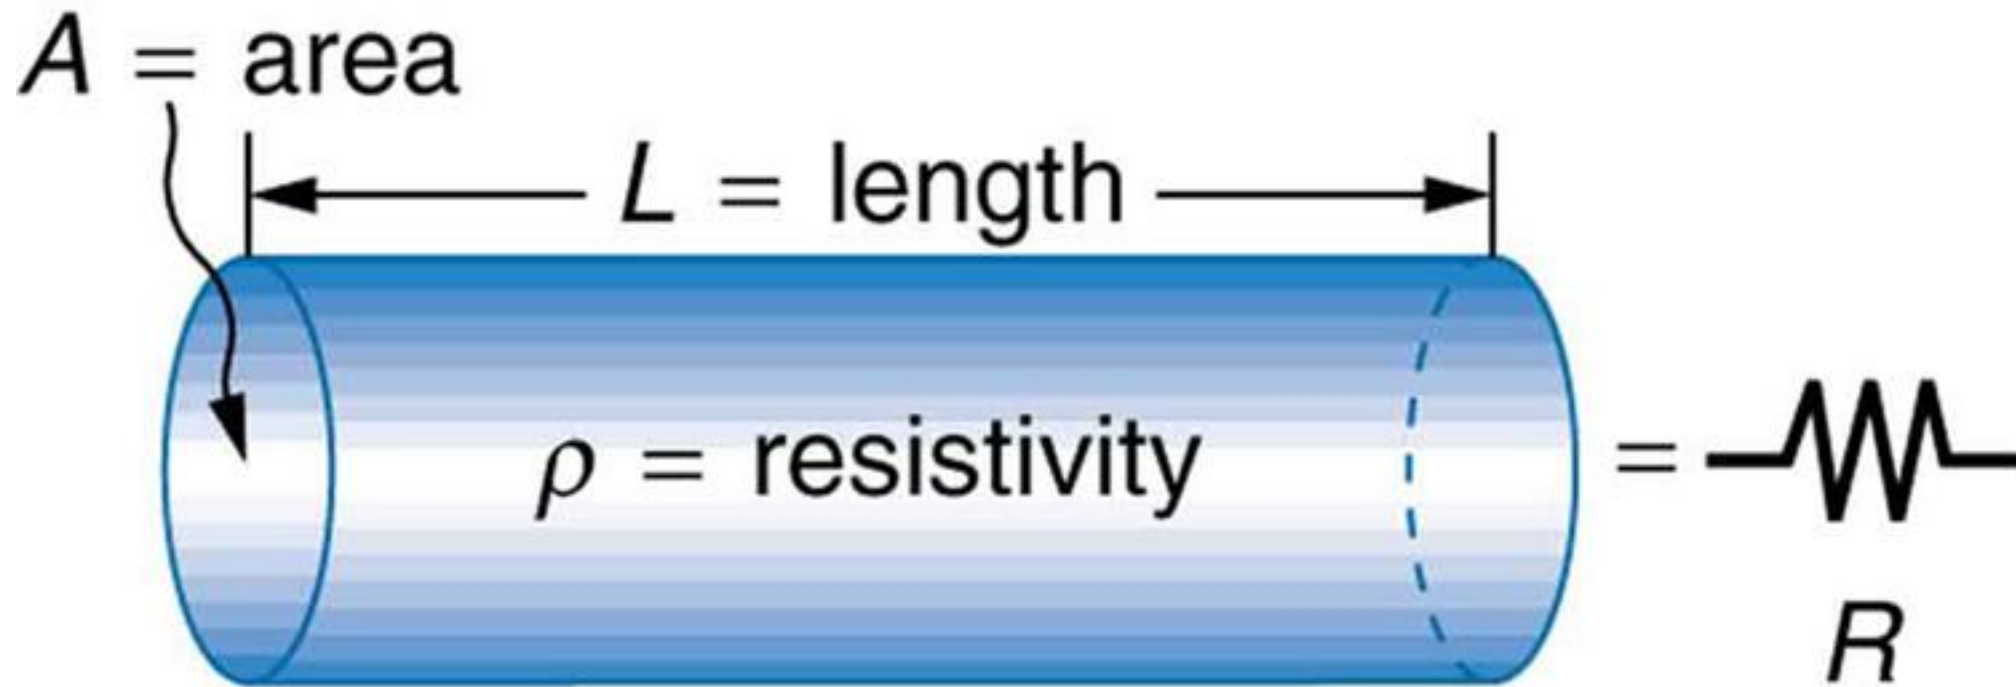 A = area
L = length
ρ = resistivity
=
R